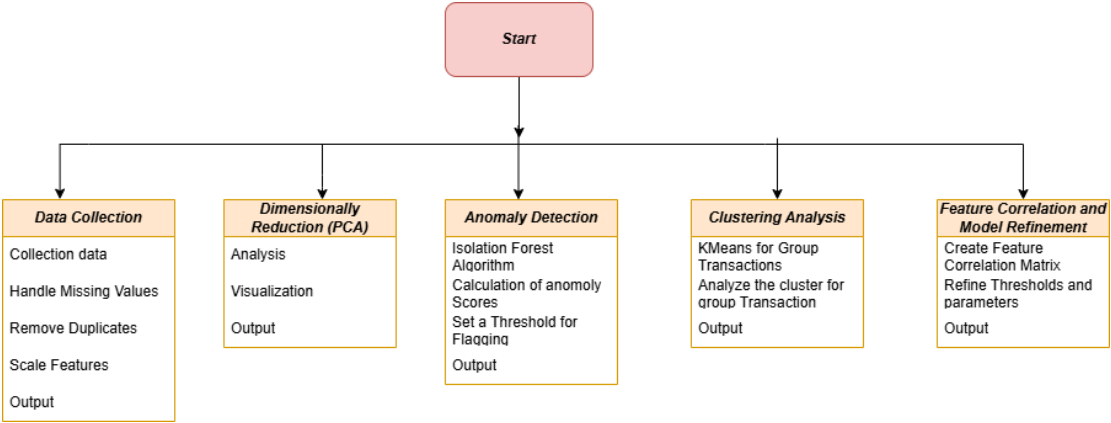 Start
Data Collection
Collection data
Handle Missing Values
Remove Duplicates
Scale Features
Output
Dimensionally
Reduction (PCA)
Analysis
Visualization
Output
Anomaly Detection
Isolation Forest
Algorithm
Calculation of anomoly
Scores
Set a Threshold for
Flagging
Output
Clustering Analysis
KMeans for Group
Transactions
Analyze the cluster for
group Transaction
Output
Feature Correlation and
Model Refinement
Create Feature
Correlation Matrix
Refine Thresholds and
parameters
Output